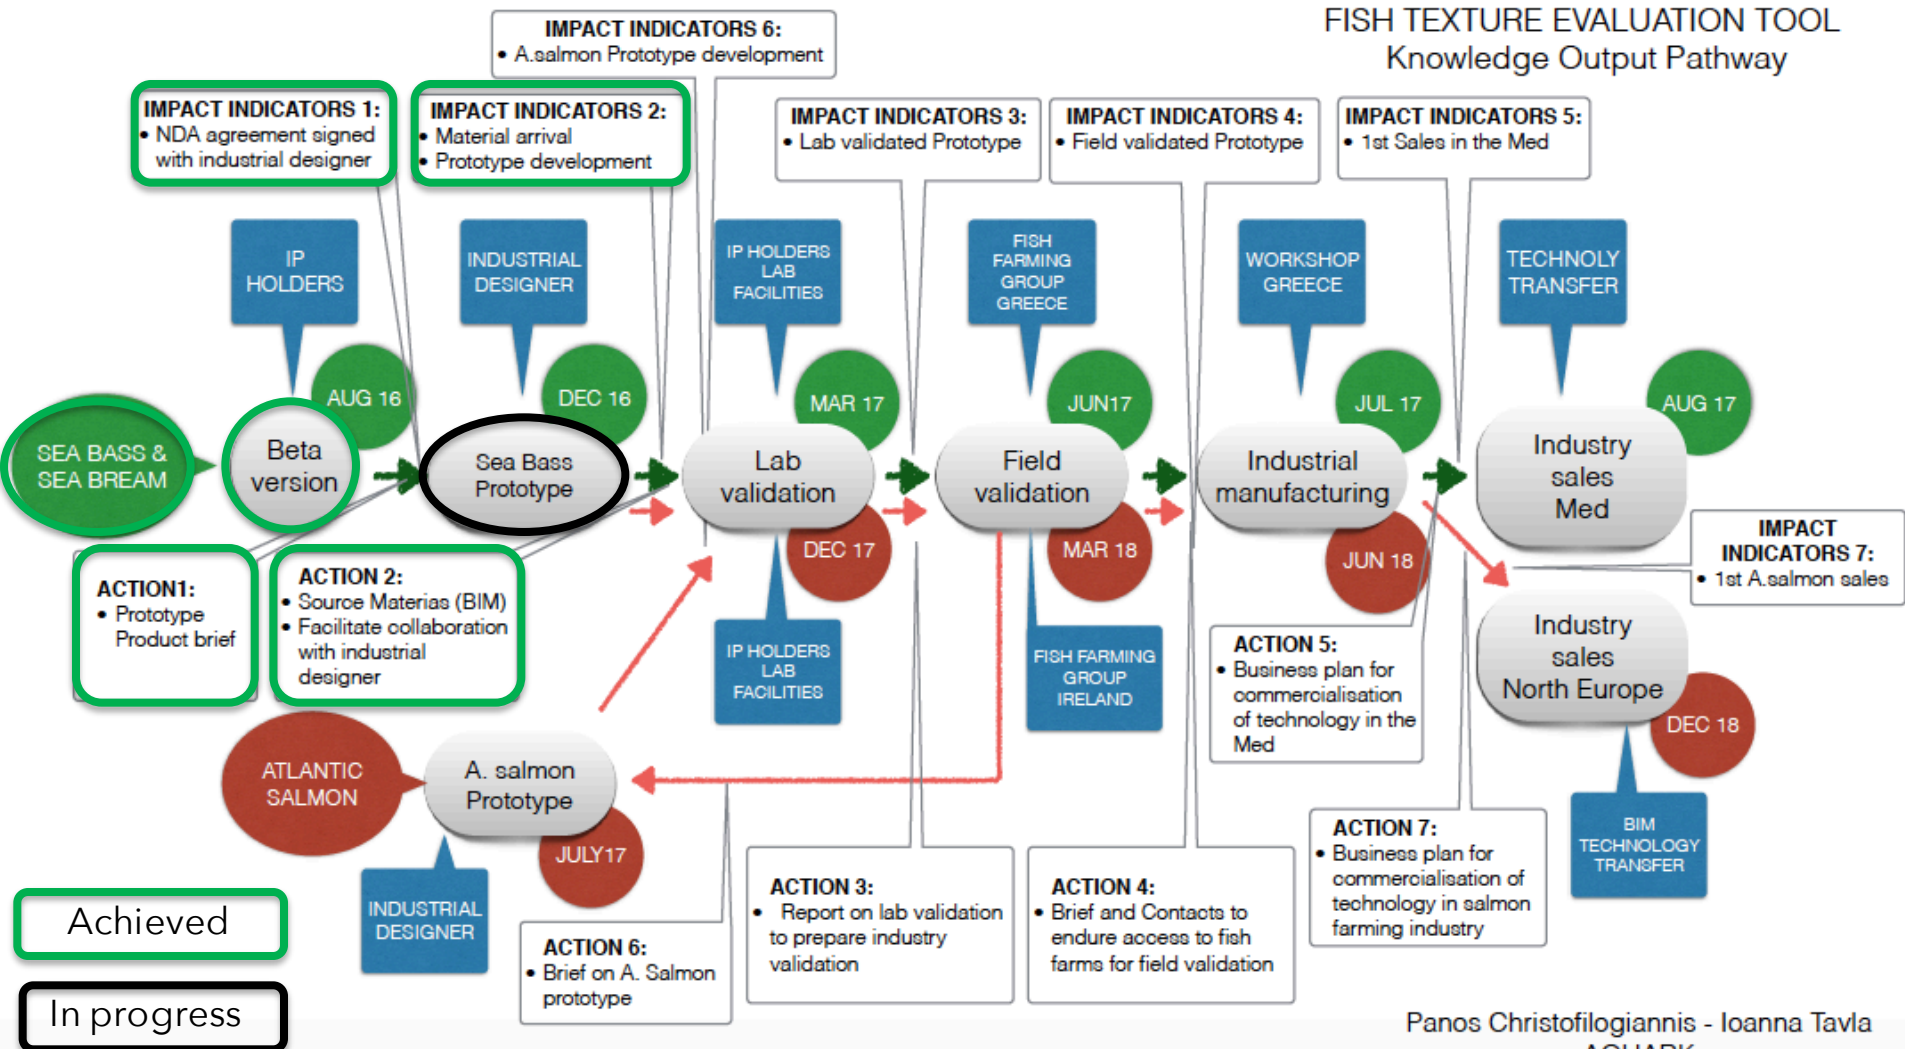 FISH TEXTURE EVALUATION TOOL
Knowledge Output Pathway
IMPACT INDICATORS 6:
• A.salmon Prototype development
IMPACT INDICATORS 1:
• NDA agreement signed
with industrial designer
IMPACT INDICATORS 2:
• Material arrival
• Prototype development
IMPACT INDICATORS 3:
• Lab validated Prototype
IMPACT INDICATORS 4:
• Field validated Prototype
IMPACT INDICATORS 5:
• 1st Sales in the Med
IP
HOLDERS
INDUSTRIAL
DESIGNER
IP HOLDERS
LAB
FACILITIES
FISH
FARMING
GROUP
GREECE
WORKSHOP
GREECE
TECHNOLY
TRANSFER
AUG 16
DEC 16
MAR 17
JUN17
JUL 17
AUG 17
SEA BASS &
SEA BREAM
Beta
version
Sea Bass
Prototype
Lab
validation
Field
validation
Industrial
manufacturing
Industry
sales
Med
DEC 17
MAR 18
JUN 18
IMPACT
INDICATORS 7:
• 1st A.salmon sales
ACTION1:
• Prototype
Product brief
ACTION 2:
• Source Materias (BIM)
• Facilitate collaboration
with industrial
designer
IP HOLDERS
LAB
FACILITIES
FISH FARMING
GROUP
IRELAND
ACTION 5:
• Business plan for
commercialisation
of technology in the
Med
Industry
sales
North Europe
DEC 18
ATLANTIC
SALMON
A. salmon
Prototype
JULY17
INDUSTRIAL
DESIGNER
BIM
TECHNOLOGY
TRANSFER
ACTION 6:
• Brief on A. Salmon
prototype
ACTION 3:
• Report on lab validation
to prepare industry
validation
ACTION 4:
• Brief and Contacts to
endure access to fish
farms for field validation
ACTION 7:
• Business plan for
commercialisation of
technology in salmon
farming industry
Achieved
In progress
Panos Christofilogiannis - Ioanna Tavla